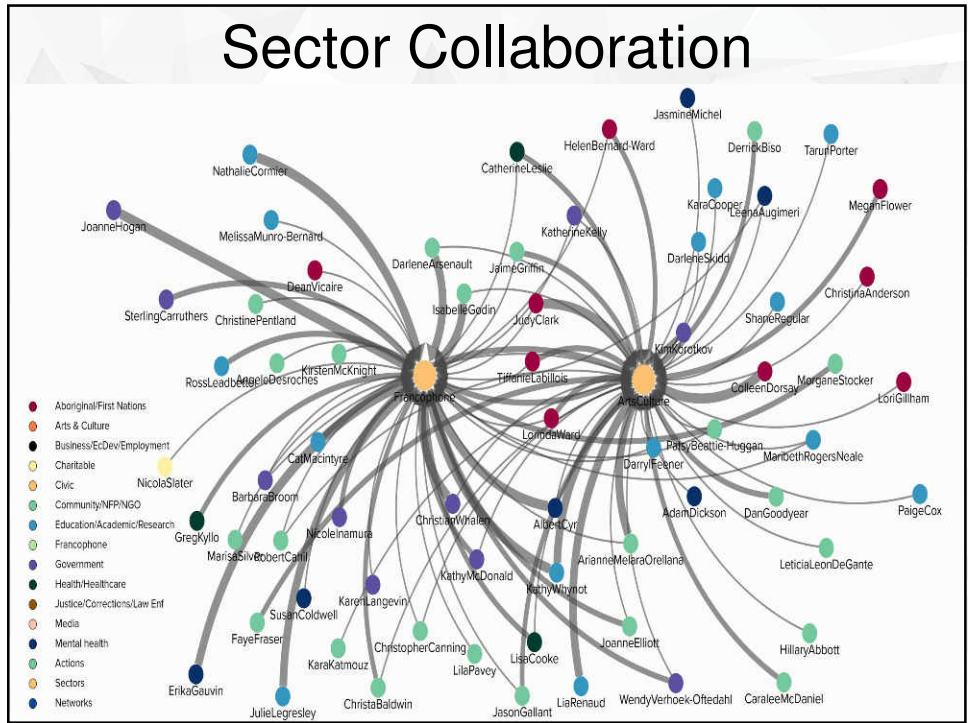 Sector Collaboration
JasmineMichel
HelenBernard-Ward
DerrickBiso
TarunPorter
NathalieCormier
CatherineLeslie
KaraCooper
LeenaAugimeri
MeganFlower
JoanneHogan
MelissaMunro-Bernard
KatherineKelly
DarleneSkidd
DarleneArsenault
JaimeGriffin
DeanVicaire
ChristinaAnderson
SterlingCarruthers
ChristinePentland
IsabelleGodin
JudyClark
ShaneRegular
KimKorotkov
RossLeadbetter
AngeleDesroches
KirstenMcKnight
TiffanieLabillois
ColleenDorsay
MorganeStocker
Francophone
ArtsCulture
LoriGillham
Aboriginal/First Nations
Arts & Culture
Business/EcDev/Employment
Charitable
Civic
Community/NFP/NGO
Education/Academic/Research
Francophone
Government
Health/Healthcare
Justice/Corrections/Law Enf
Media
Mental health
Actions
Sectors
Networks
LorindaWard
PatsyBeattie-Huggan
CatMacintyre
DarrylFeener
MaribethRogersNeale
NicolaSlater
BarbaraBroom
AdamDickson
DanGoodyear
PaigeCox
ChristianWhalen
AlbertCyr
GregKyllo
NicoleInamura
MarisaSilver
RobertCahil
ArianneMelaraOrellana
LeticiaLeonDeGante
KathyMcDonald
KathyWhynot
KarenLangevin
SusanColdwell
FayeFraser
ChristopherCanning
JoanneElliott
HillaryAbbott
KaraKatmouz
LilaPavey
LisaCooke
ErikaGauvin
JulieLegresley
ChristaBaldwin
JasonGallant
LiaRenaud
WendyVerhoek-Oftedahl
CaraleeMcDaniel